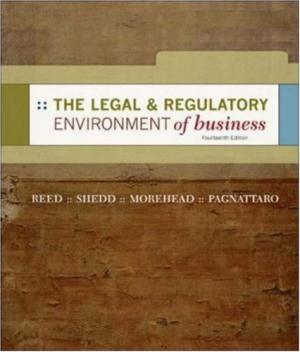 :: THE LEGAL & REGULATORY
ENVIRONMENT of business
Fourteenth Edition
REED :: SHEDD :: MOREHEAD :: PAGNATTARO